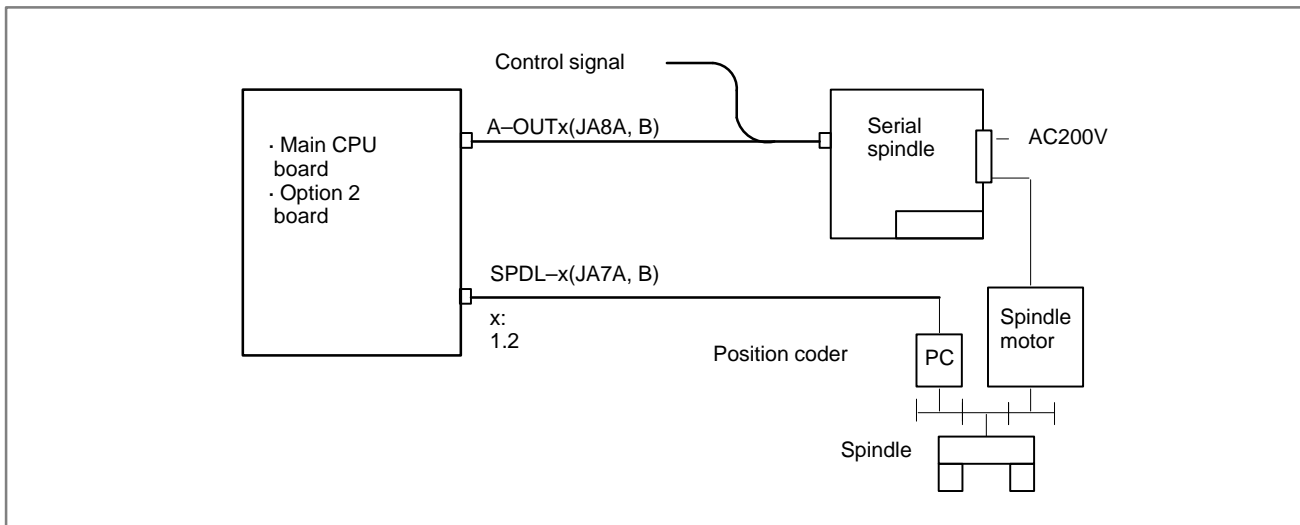 Control signal
A–OUTx(JA8A, B)
Serial
spindle
AC200V
· Main CPU
board
· Option 2
board
SPDL–x(JA7A, B)
x:
1.2
Spindle
motor
Position coder
PC
Spindle